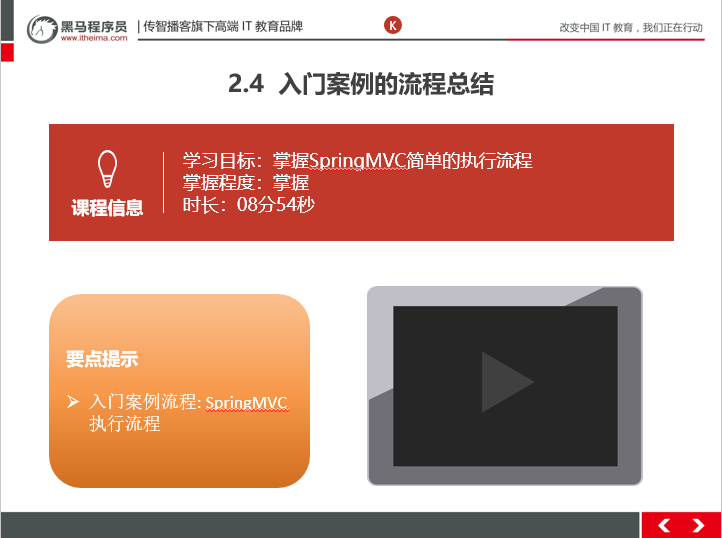 黑马程序员
www.itheima.com
传智播客旗下高端 IT 教育品牌
K
改变中国 IT 教育，我们正在行动
2.4 入门案例的流程总结
课程信息
学习目标：掌握SpringMVC简单的执行流程
掌握程度：掌握
时长：08分54秒
要点提示
入门案例流程: SpringMVC
执行流程